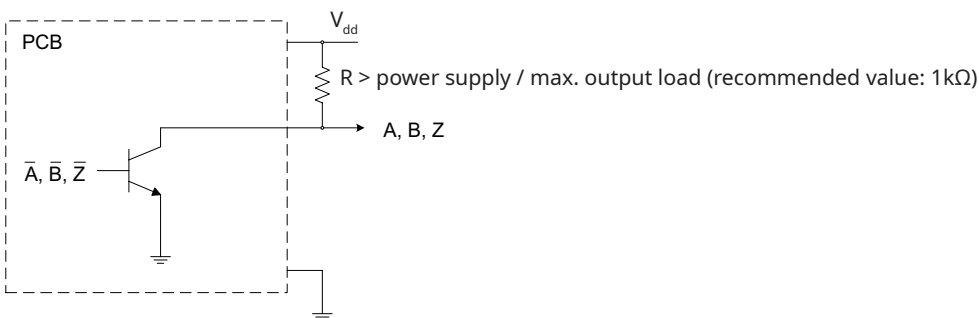 V_dd
PCB
R > power supply / max. output load (recommended value: 1kΩ)
A, B, Z
A̅, B̅, Z̅